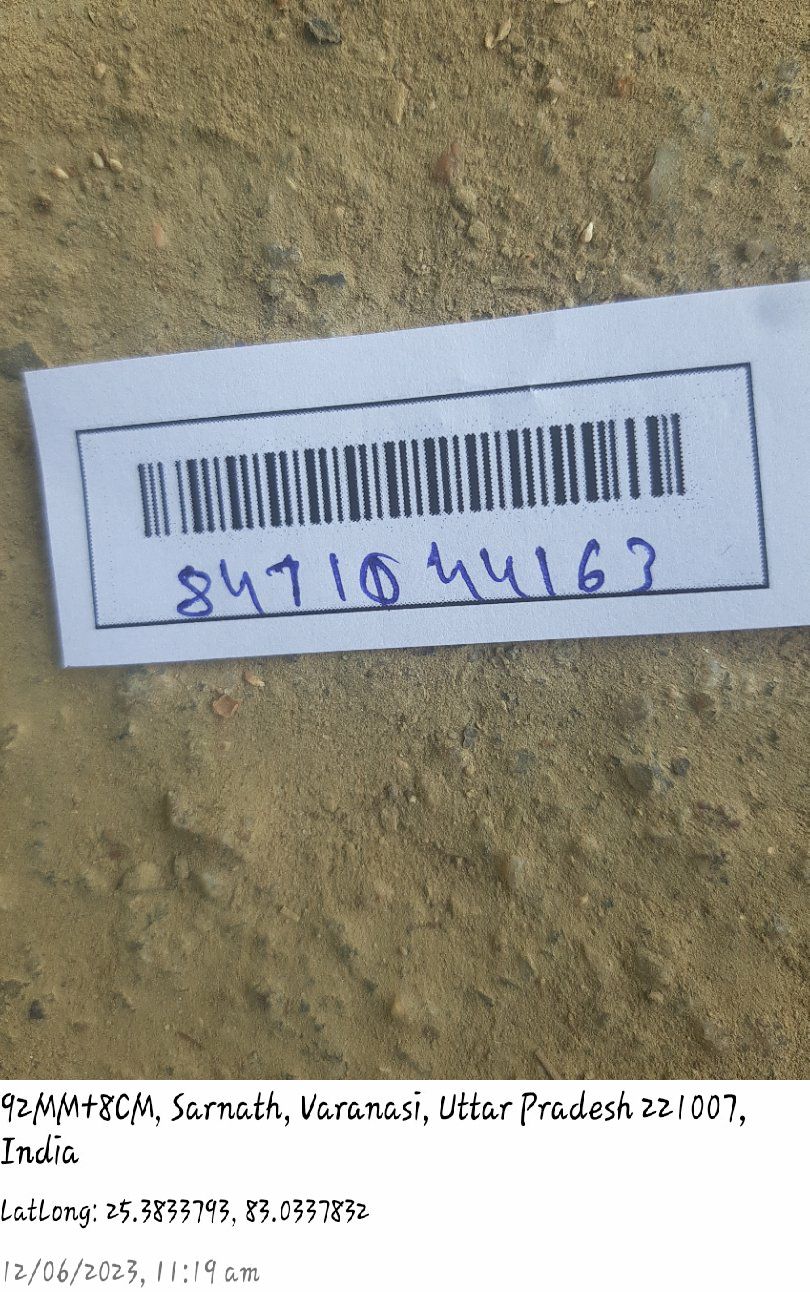 8471044163
92MM+8CM, Sarnath, Varanasi, Uttar Pradesh 221007,
India
LatLong: 25.3833793, 83.0337832
12/06/2023, 11:19 am